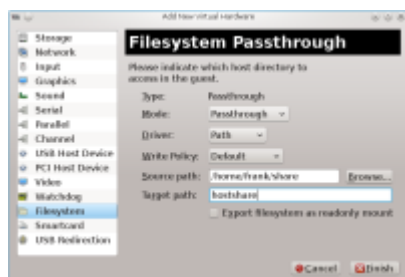 Add New Virtual Hardware
Storage
Network
Input
Graphics
Sound
Serial
Parallel
Channel
USB Host Device
PCI Host Device
Video
Watchdog
Filesystem
Smartcard
USB Redirection
Filesystem Passthrough
Please indicate which host directory to
access in the guest.
Type: Passthrough
Mode: Passthrough
Driver: Path
Write Policy: Default
Source path: /home/frank/share Browse...
Target path: hostshare
Export filesystem as readonly mount
Cancel Finish